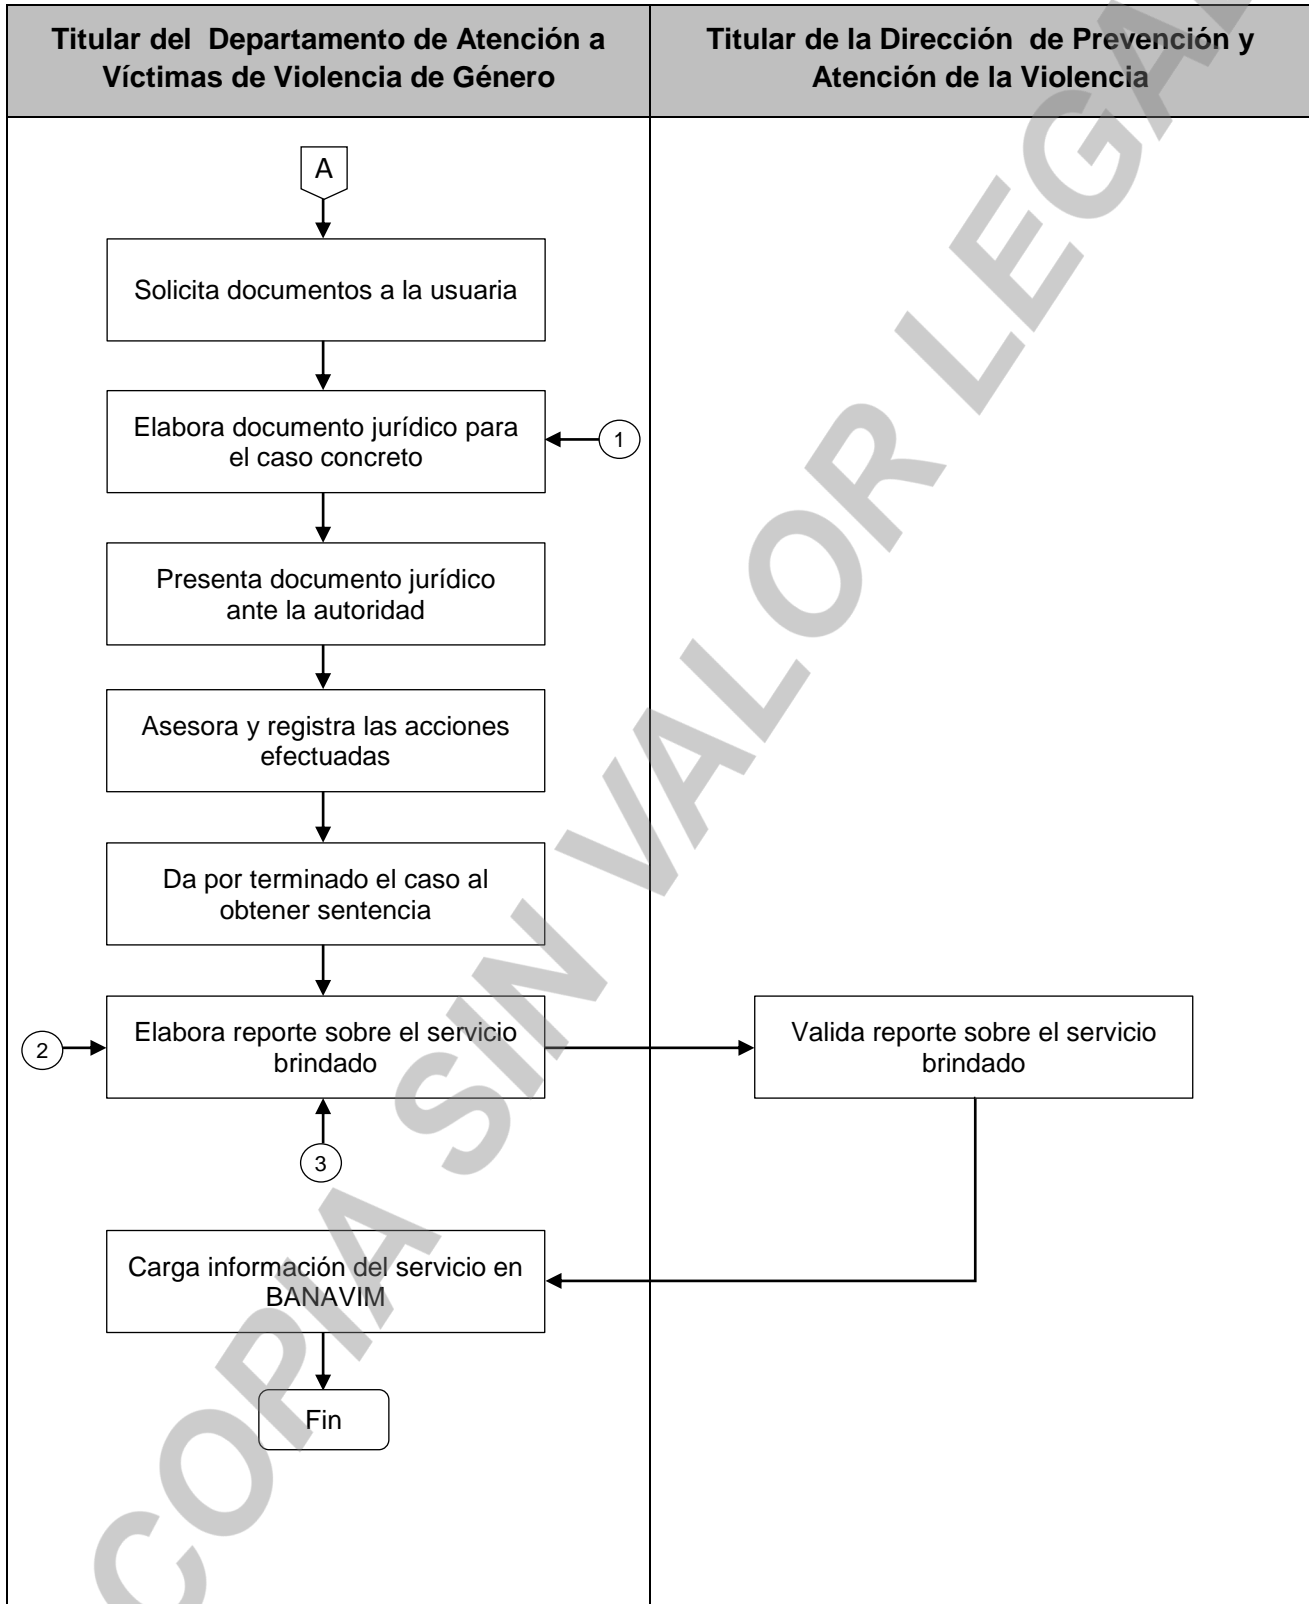 Titular del Departamento de Atención a
Víctimas de Violencia de Género
Titular de la Dirección de Prevención y
Atención de la Violencia
A
Solicita documentos a la usuaria
Elabora documento jurídico para
el caso concreto
1
Presenta documento jurídico
ante la autoridad
Asesora y registra las acciones
efectuadas
Da por terminado el caso al
obtener sentencia
2
Elabora reporte sobre el servicio
brindado
Valida reporte sobre el servicio
brindado
3
Carga información del servicio en
BANAVIM
Fin
COPIA SIN VALOR LEGAL